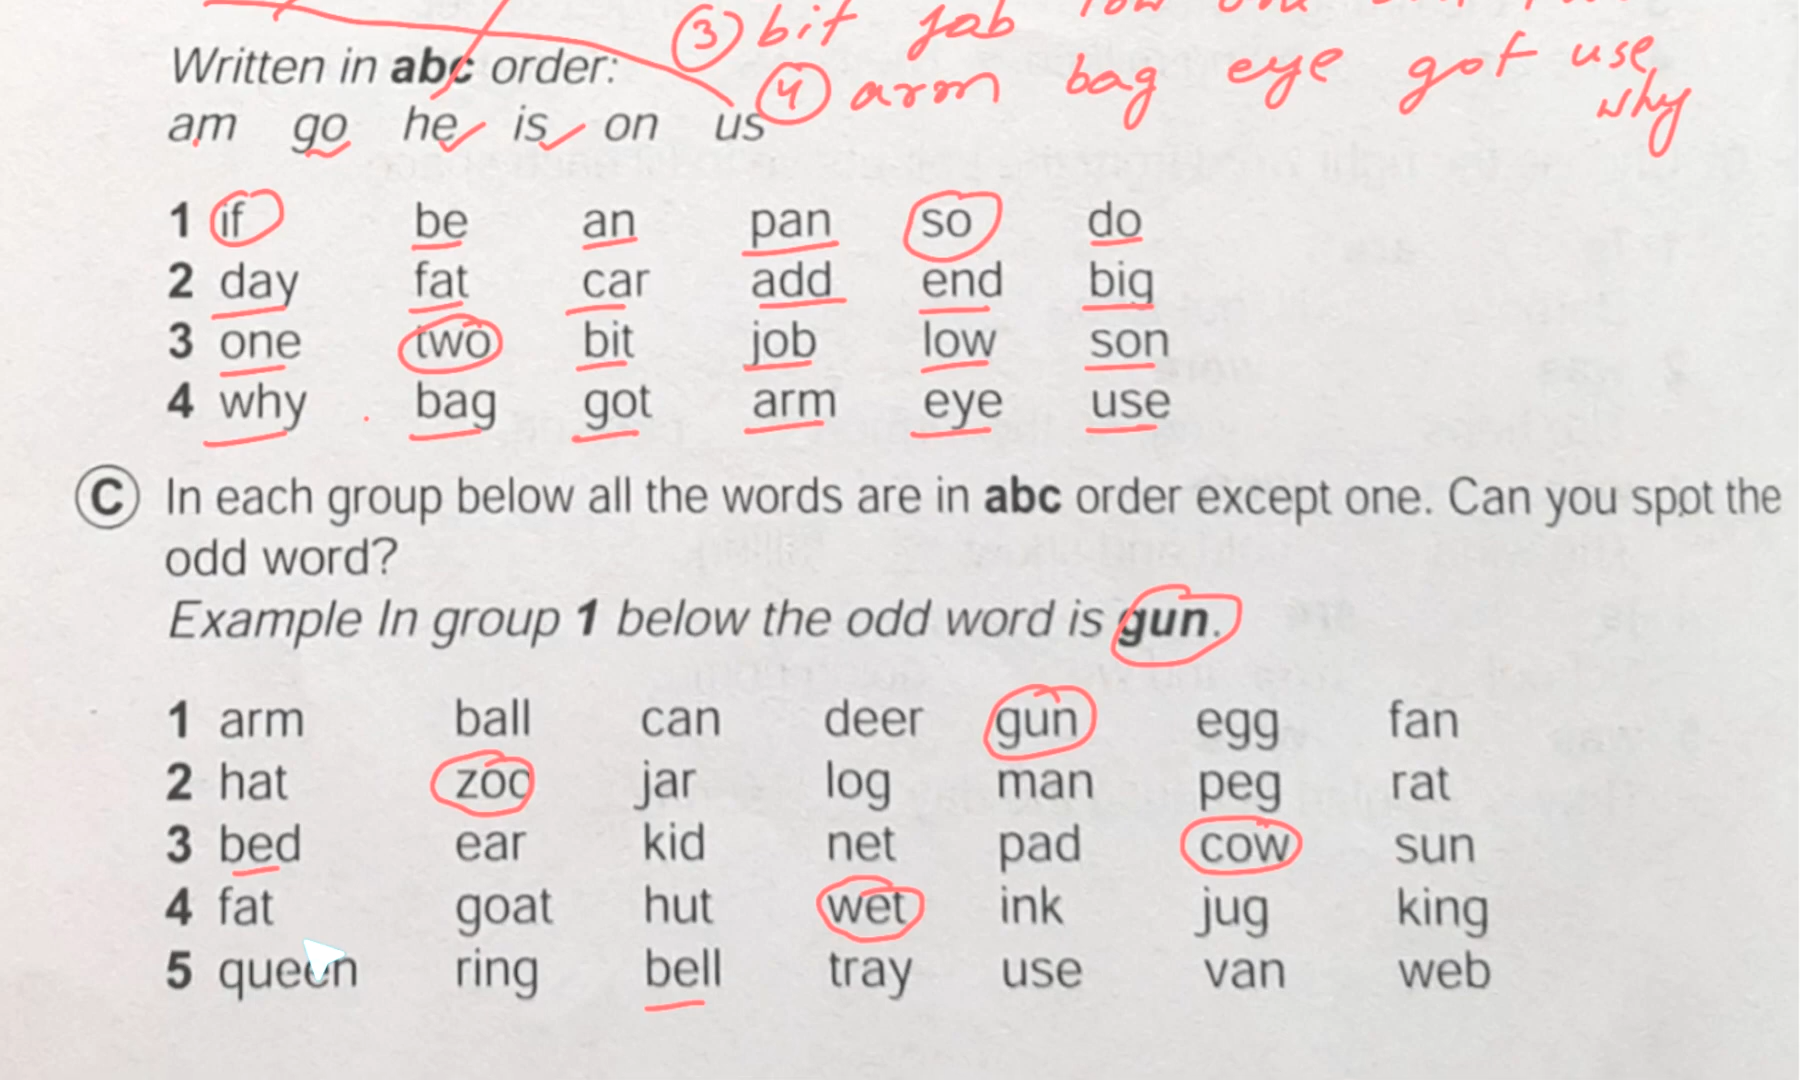 ③ bit job low
Written in abc order:
④ arm bag eye got use
why
am go he is on us
1 if be an pan so do
2 day fat car add end big
3 one two bit job low son
4 why bag got arm eye use
C In each group below all the words are in abc order except one. Can you spot the
odd word?
Example In group 1 below the odd word is gun.
1 arm ball can deer gun egg fan
2 hat zoo jar log man peg rat
3 bed ear kid net pad cow sun
4 fat goat hut wet ink jug king
5 queen ring bell tray use van web